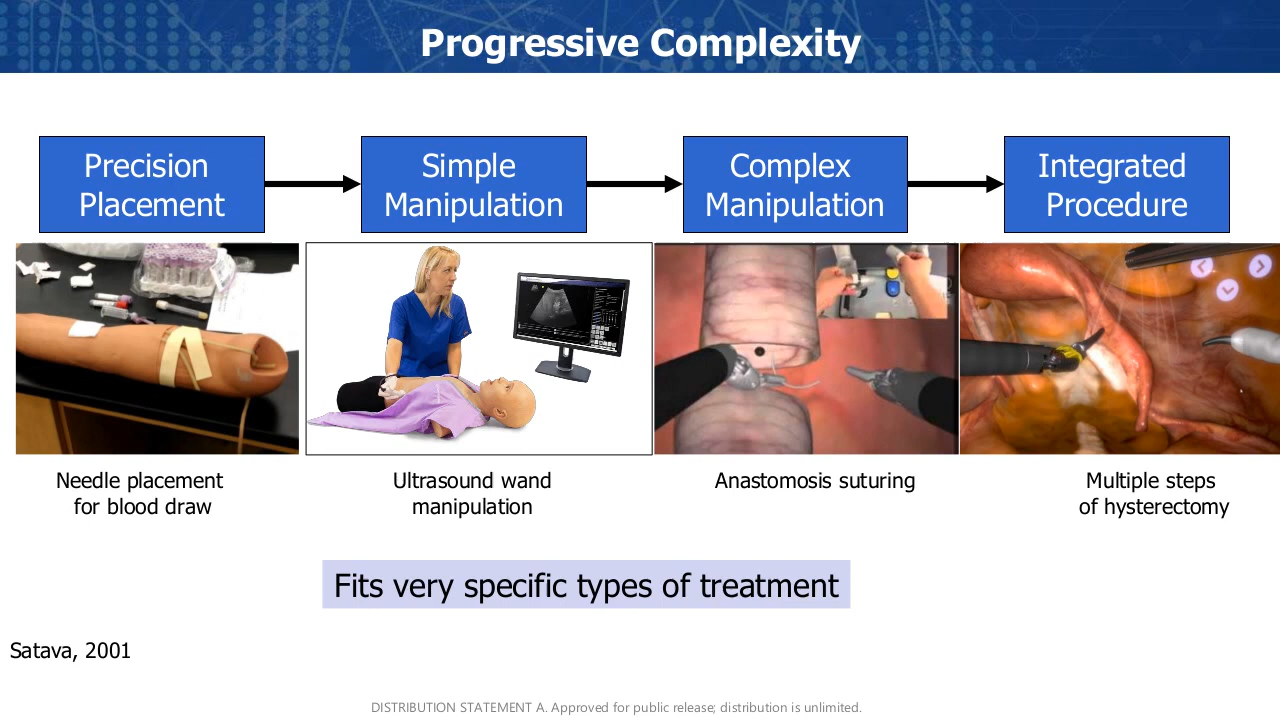 Progressive Complexity
Precision
Placement
Simple
Manipulation
Complex
Manipulation
Integrated
Procedure
Needle placement
for blood draw
Ultrasound wand
manipulation
Anastomosis suturing
Multiple steps
of hysterectomy
Fits very specific types of treatment
Satava, 2001
DISTRIBUTION STATEMENT A. Approved for public release; distribution is unlimited.